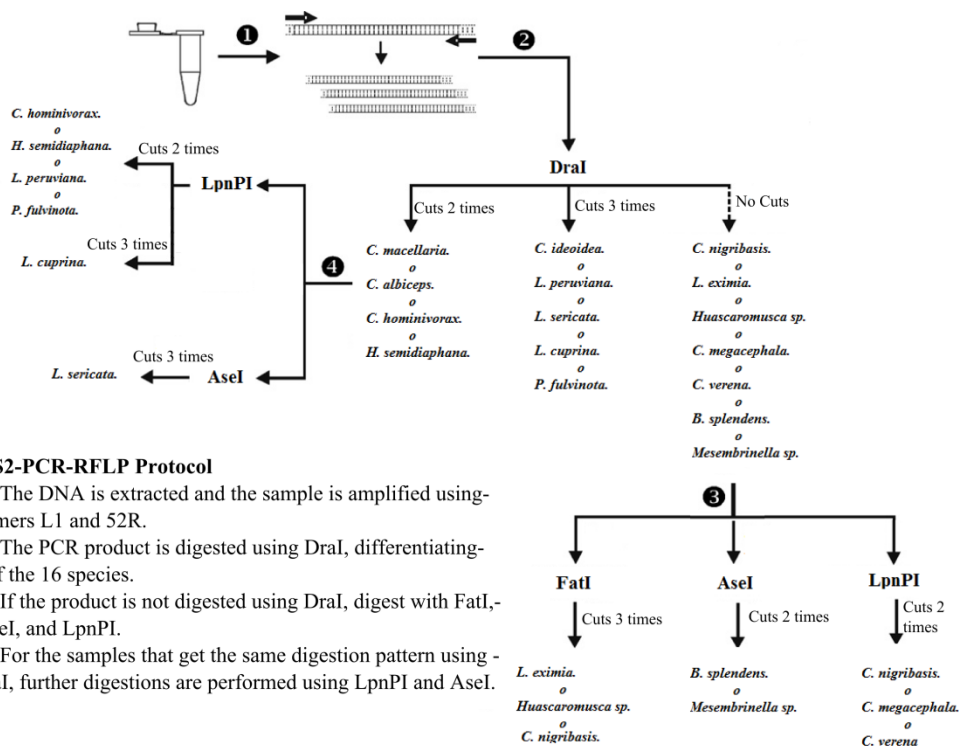 ❶
❷
C. hominivorax.
o
H. semidiaphana.
o
L. peruviana.
o
P. fulvinota.
Cuts 2 times
LpnPI
Cuts 3 times
L. cuprina.
❹
Cuts 3 times
L. sericata.
AseI
DraI
Cuts 2 times
Cuts 3 times
No Cuts
C. macellaria.
o
C. albiceps.
o
C. hominivorax.
o
H. semidiaphana.
C. ideoidea.
o
L. peruviana.
o
L. sericata.
o
L. cuprina.
o
P. fulvinota.
C. nigribasis.
o
L. eximia.
o
Huascaromusca sp.
o
C. megacephala.
o
C. verena.
o
B. splendens.
o
Mesembrinella sp.
S2-PCR-RFLP Protocol
The DNA is extracted and the sample is amplified using-
mers L1 and 52R.
The PCR product is digested using DraI, differentiating-
f the 16 species.
If the product is not digested using DraI, digest with FatI,-
eI, and LpnPI.
For the samples that get the same digestion pattern using -
aI, further digestions are performed using LpnPI and AseI.
❸
FatI
AseI
LpnPI
Cuts 3 times
Cuts 2 times
Cuts 2
times
L. eximia.
o
Huascaromusca sp.
o
C. nigribasis.
B. splendens.
o
Mesembrinella sp.
C. nigribasis.
o
C. megacephala.
o
C. verena